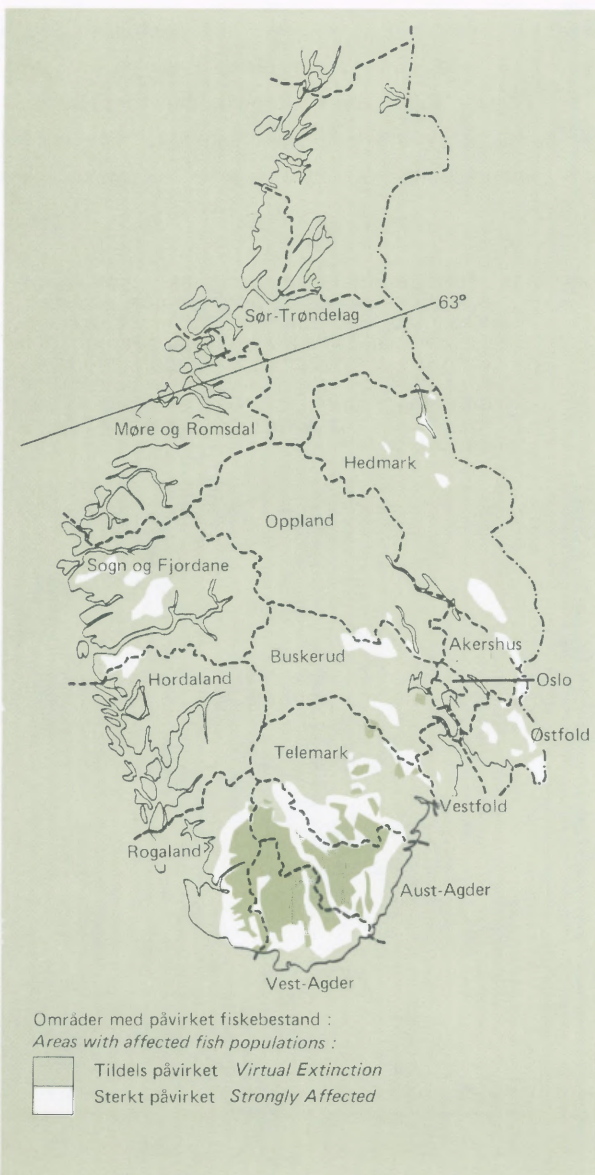 63°
Sør-Trøndelag
Møre og Romsdal
Hedmark
Oppland
Sogn og Fjordane
Buskerud
Akershus
Hordaland
Oslo
Østfold
Telemark
Vestfold
Rogaland
Aust-Agder
Vest-Agder
Områder med påvirket fiskebestand :
Areas with affected fish populations :
Tildels påvirket Virtual Extinction
Sterkt påvirket Strongly Affected